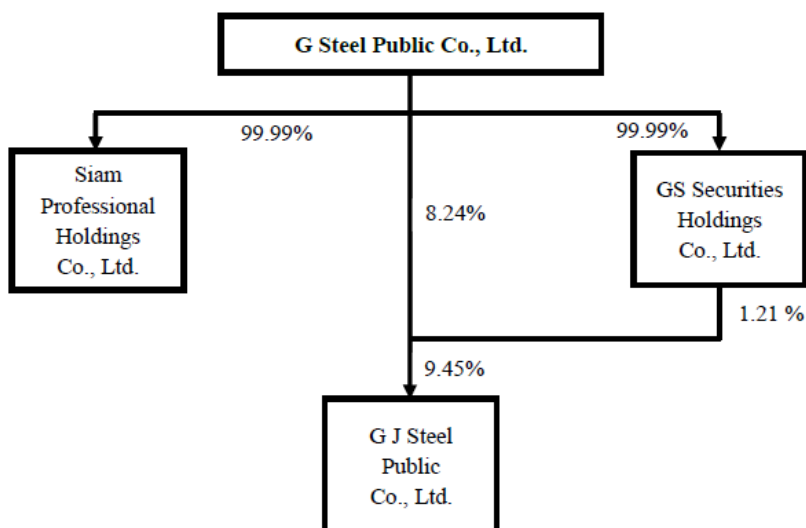 G Steel Public Co., Ltd.
99.99%
99.99%
Siam
Professional
Holdings
Co., Ltd.
8.24%
GS Securities
Holdings
Co., Ltd.
1.21 %
9.45%
G J Steel
Public
Co., Ltd.